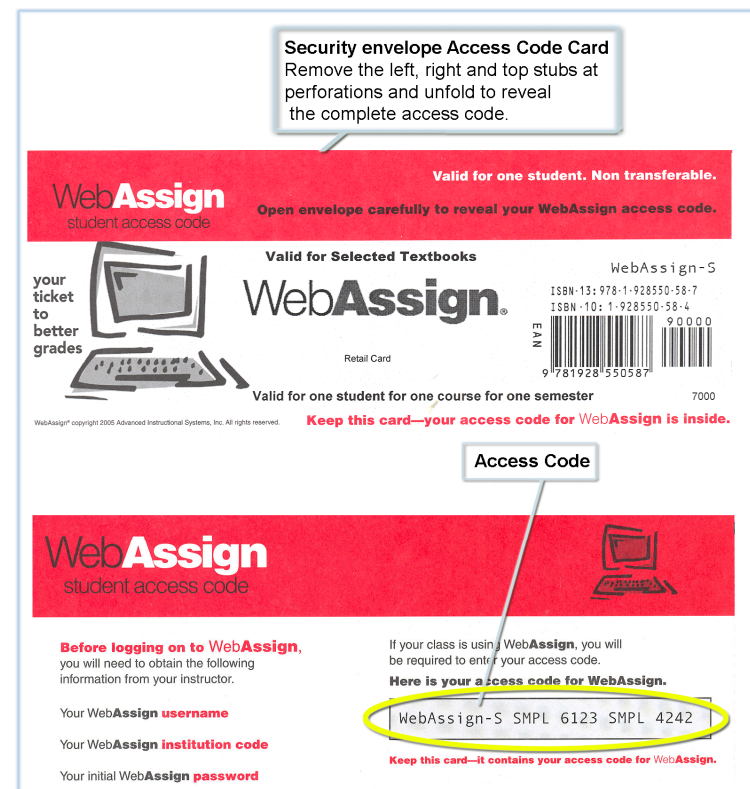 Security envelope Access Code Card
Remove the left, right and top stubs at
perforations and unfold to reveal
the complete access code.
WebAssign
student access code
Valid for one student. Non transferable.
Open envelope carefully to reveal your WebAssign access code.
your
ticket
to
better
grades
Valid for Selected Textbooks
WebAssign®
Retail Card
WebAssign-S
ISBN-13: 978-1-928550-58-7
ISBN-10: 1-928550-58-4
90000
EAN
9 781928 550587
Valid for one student for one course for one semester
7000
WebAssign® copyright 2005 Advanced Instructional Systems, Inc. All rights reserved.
Keep this card—your access code for WebAssign is inside.
Access Code
WebAssign
student access code
Before logging on to WebAssign,
you will need to obtain the following
information from your instructor.
Your WebAssign username
Your WebAssign institution code
Your initial WebAssign password
If your class is using WebAssign, you will
be required to enter your access code.
Here is your access code for WebAssign.
WebAssign-S SMPL 6123 SMPL 4242
Keep this card—it contains your access code for WebAssign.